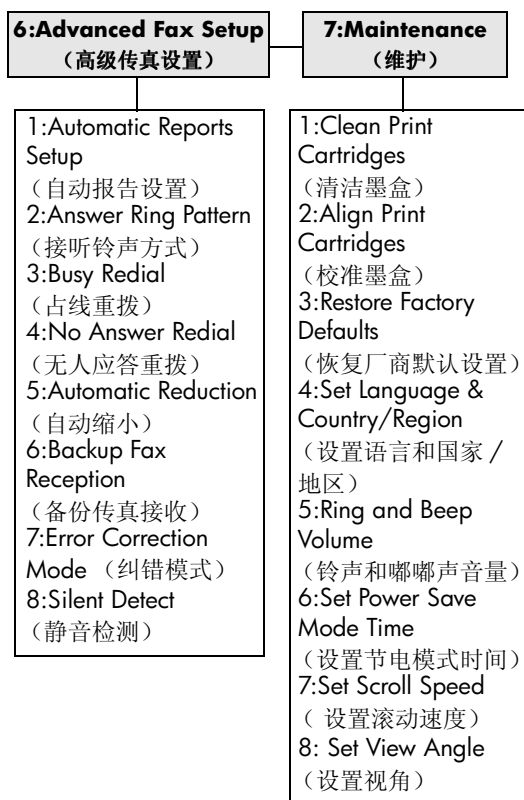 6:Advanced Fax Setup
（高级传真设置）
1:Automatic Reports
Setup
（自动报告设置）
2:Answer Ring Pattern
（接听铃声方式）
3:Busy Redial
（占线重拨）
4:No Answer Redial
（无人应答重拨）
5:Automatic Reduction
（自动缩小）
6:Backup Fax
Reception
（备份传真接收）
7:Error Correction
Mode （纠错模式）
8:Silent Detect
（静音检测）
7:Maintenance
（维护）
1:Clean Print
Cartridges
（清洁墨盒）
2:Align Print
Cartridges
（校准墨盒）
3:Restore Factory
Defaults
（恢复厂商默认设置）
4:Set Language &
Country/Region
（设置语言和国家 /
地区）
5:Ring and Beep
Volume
（铃声和嘟嘟声音量）
6:Set Power Save
Mode Time
（设置节电模式时间）
7:Set Scroll Speed
（ 设置滚动速度）
8: Set View Angle
（设置视角）